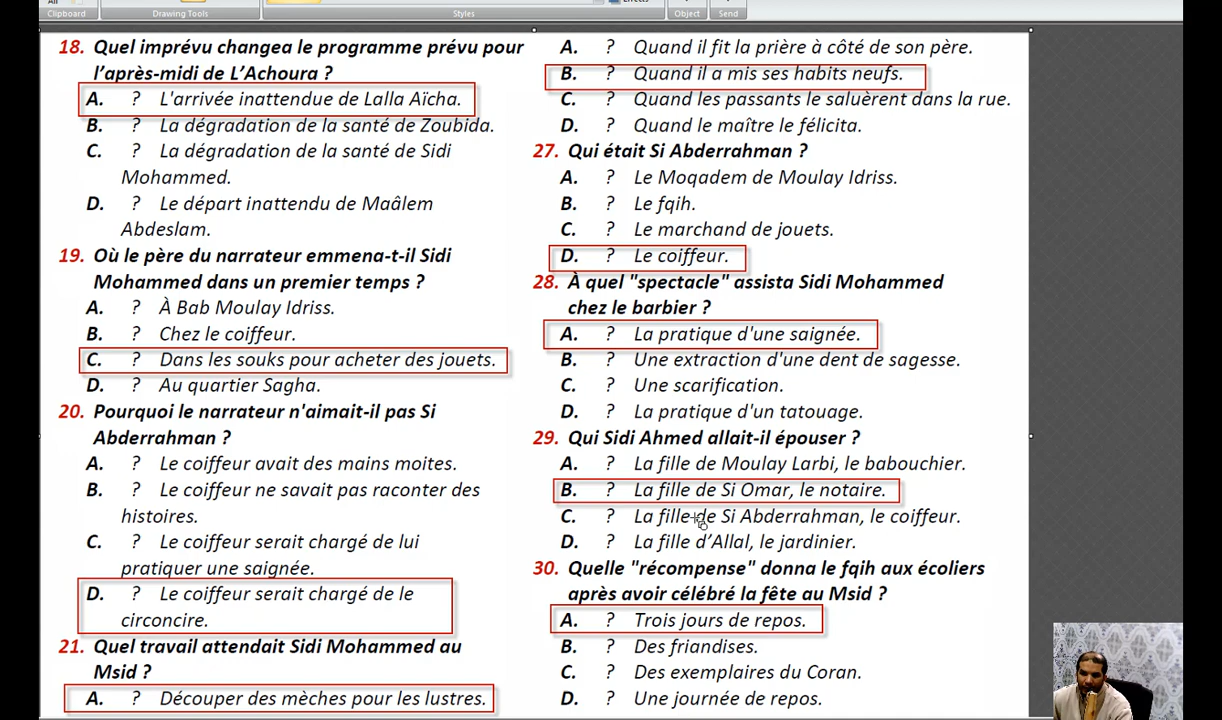 Clipboard
Drawing Tools
Styles
Object
Send
18. Quel imprévu changea le programme prévu pour
l'après-midi de L'Achoura ?
A. ? L'arrivée inattendue de Lalla Aïcha.
B. ? La dégradation de la santé de Zoubida.
C. ? La dégradation de la santé de Sidi
Mohammed.
D. ? Le départ inattendu de Maâlem
Abdeslam.
19. Où le père du narrateur emmena-t-il Sidi
Mohammed dans un premier temps ?
A. ? À Bab Moulay Idriss.
B. ? Chez le coiffeur.
C. ? Dans les souks pour acheter des jouets.
D. ? Au quartier Sagha.
20. Pourquoi le narrateur n'aimait-il pas Si
Abderrahman ?
A. ? Le coiffeur avait des mains moites.
B. ? Le coiffeur ne savait pas raconter des
histoires.
C. ? Le coiffeur serait chargé de lui
pratiquer une saignée.
D. ? Le coiffeur serait chargé de le
circoncire.
21. Quel travail attendait Sidi Mohammed au
Msid ?
A. ? Découper des mèches pour les lustres.
A. ? Quand il fit la prière à côté de son père.
B. ? Quand il a mis ses habits neufs.
C. ? Quand les passants le saluèrent dans la rue.
D. ? Quand le maître le félicita.
27. Qui était Si Abderrahman ?
A. ? Le Moqadem de Moulay Idriss.
B. ? Le fqih.
C. ? Le marchand de jouets.
D. ? Le coiffeur.
28. À quel "spectacle" assista Sidi Mohammed
chez le barbier ?
A. ? La pratique d'une saignée.
B. ? Une extraction d'une dent de sagesse.
C. ? Une scarification.
D. ? La pratique d'un tatouage.
29. Qui Sidi Ahmed allait-il épouser ?
A. ? La fille de Moulay Larbi, le babouchier.
B. ? La fille de Si Omar, le notaire.
C. ? La fille de Si Abderrahman, le coiffeur.
D. ? La fille d'Allal, le jardinier.
30. Quelle "récompense" donna le fqih aux écoliers
après avoir célébré la fête au Msid ?
A. ? Trois jours de repos.
B. ? Des friandises.
C. ? Des exemplaires du Coran.
D. ? Une journée de repos.